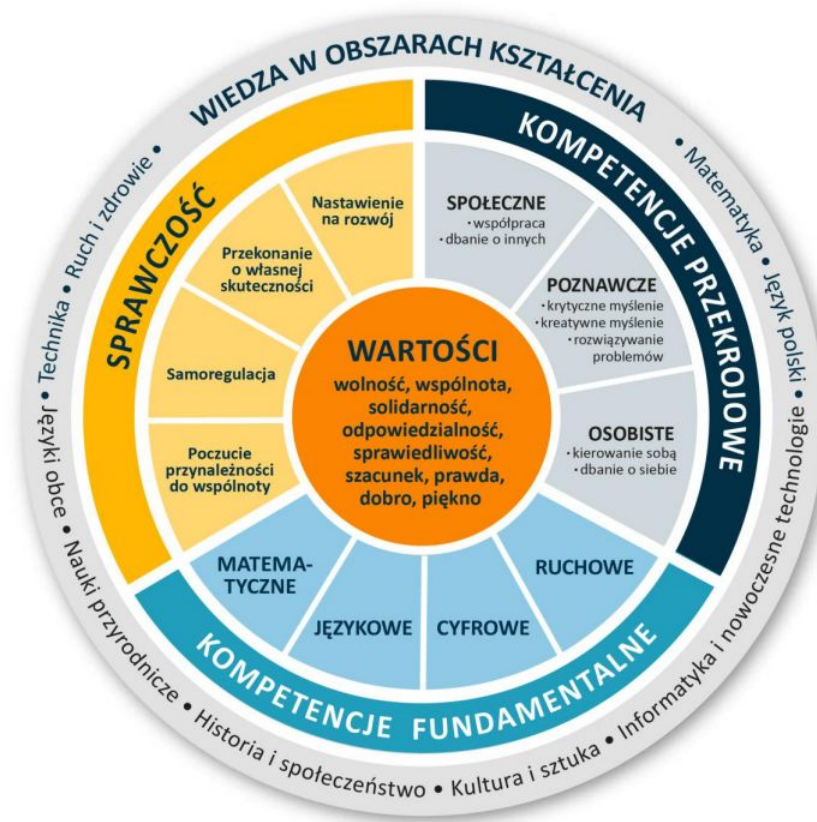 WIEDZA W OBSZARACH KSZTAŁCENIA
• Matematyka • Język polski • Informatyka i nowoczesne technologie • Kultura i sztuka • Historia i społeczeństwo • Nauki przyrodnicze • Języki obce • Technika • Ruch i zdrowie •
SPRAWCZOŚĆ
Nastawienie
na rozwój
Przekonanie
o własnej
skuteczności
Samoregulacja
Poczucie
przynależności
do wspólnoty
KOMPETENCJE PRZEKROJOWE
SPOŁECZNE
• współpraca
• dbanie o innych
POZNAWCZE
• krytyczne myślenie
• kreatywne myślenie
• rozwiązywanie
problemów
OSOBISTE
• kierowanie sobą
• dbanie o siebie
KOMPETENCJE FUNDAMENTALNE
MATEMA-
TYCZNE
JĘZYKOWE
CYFROWE
RUCHOWE
WARTOŚCI
wolność, wspólnota,
solidarność,
odpowiedzialność,
sprawiedliwość,
szacunek, prawda,
dobro, piękno